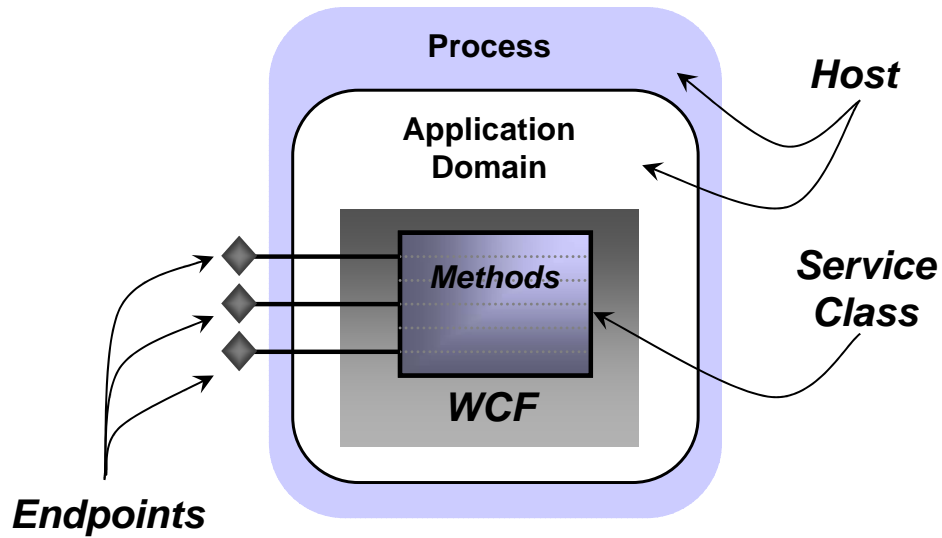 Process
Host
Application
Domain
Methods
Service
Class
WCF
Endpoints